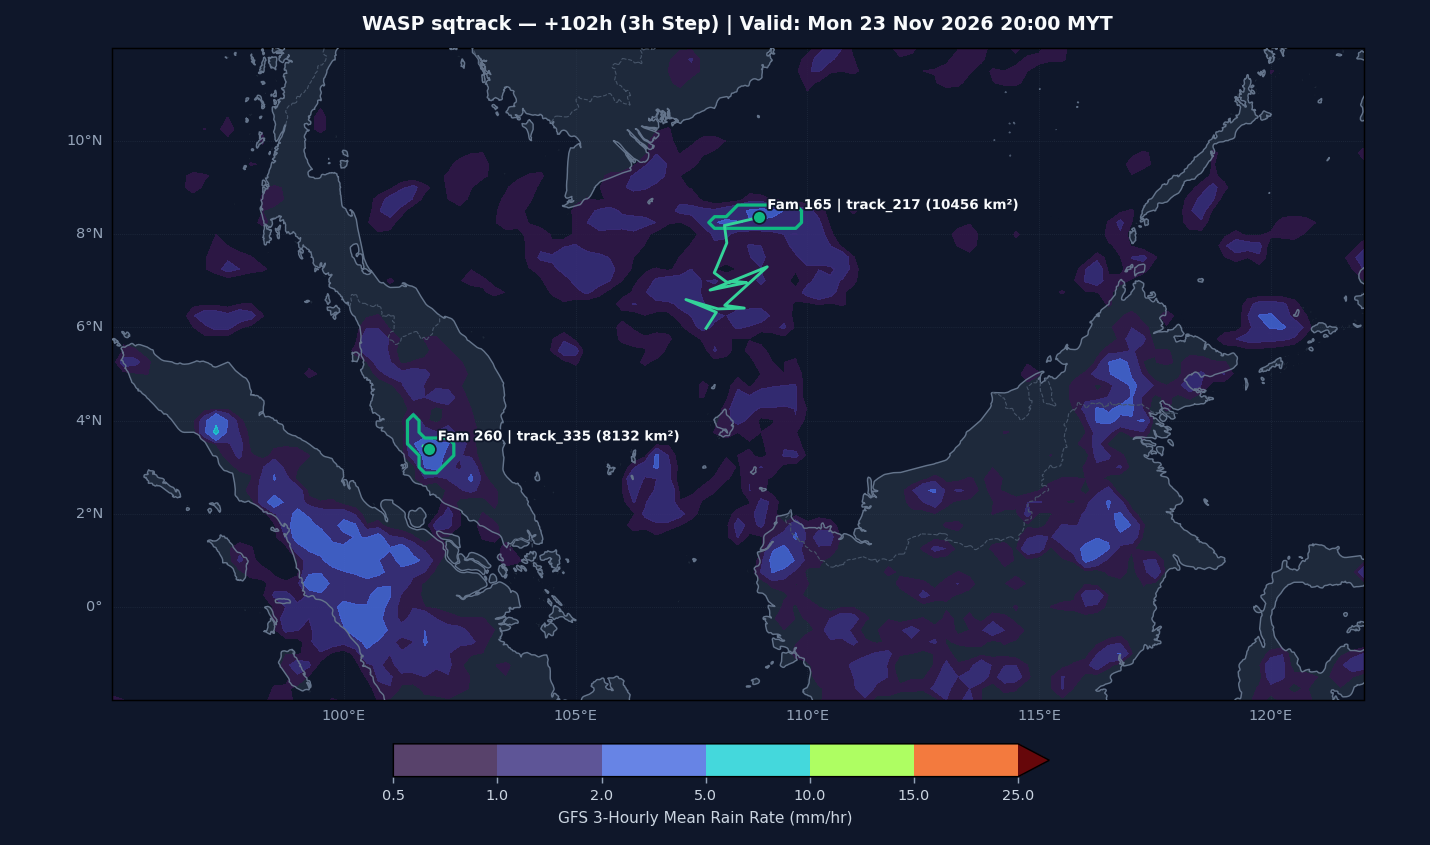 WASP sqtrack — +102h (3h Step) | Valid: Mon 23 Nov 2026 20:00 MYT
10°N
Fam 165 | track_217 (10456 km²)
8°N
6°N
4°N
Fam 260 | track_335 (8132 km²)
2°N
0°
100°E 105°E 110°E 115°E 120°E
0.5 1.0 2.0 5.0 10.0 15.0 25.0
GFS 3-Hourly Mean Rain Rate (mm/hr)